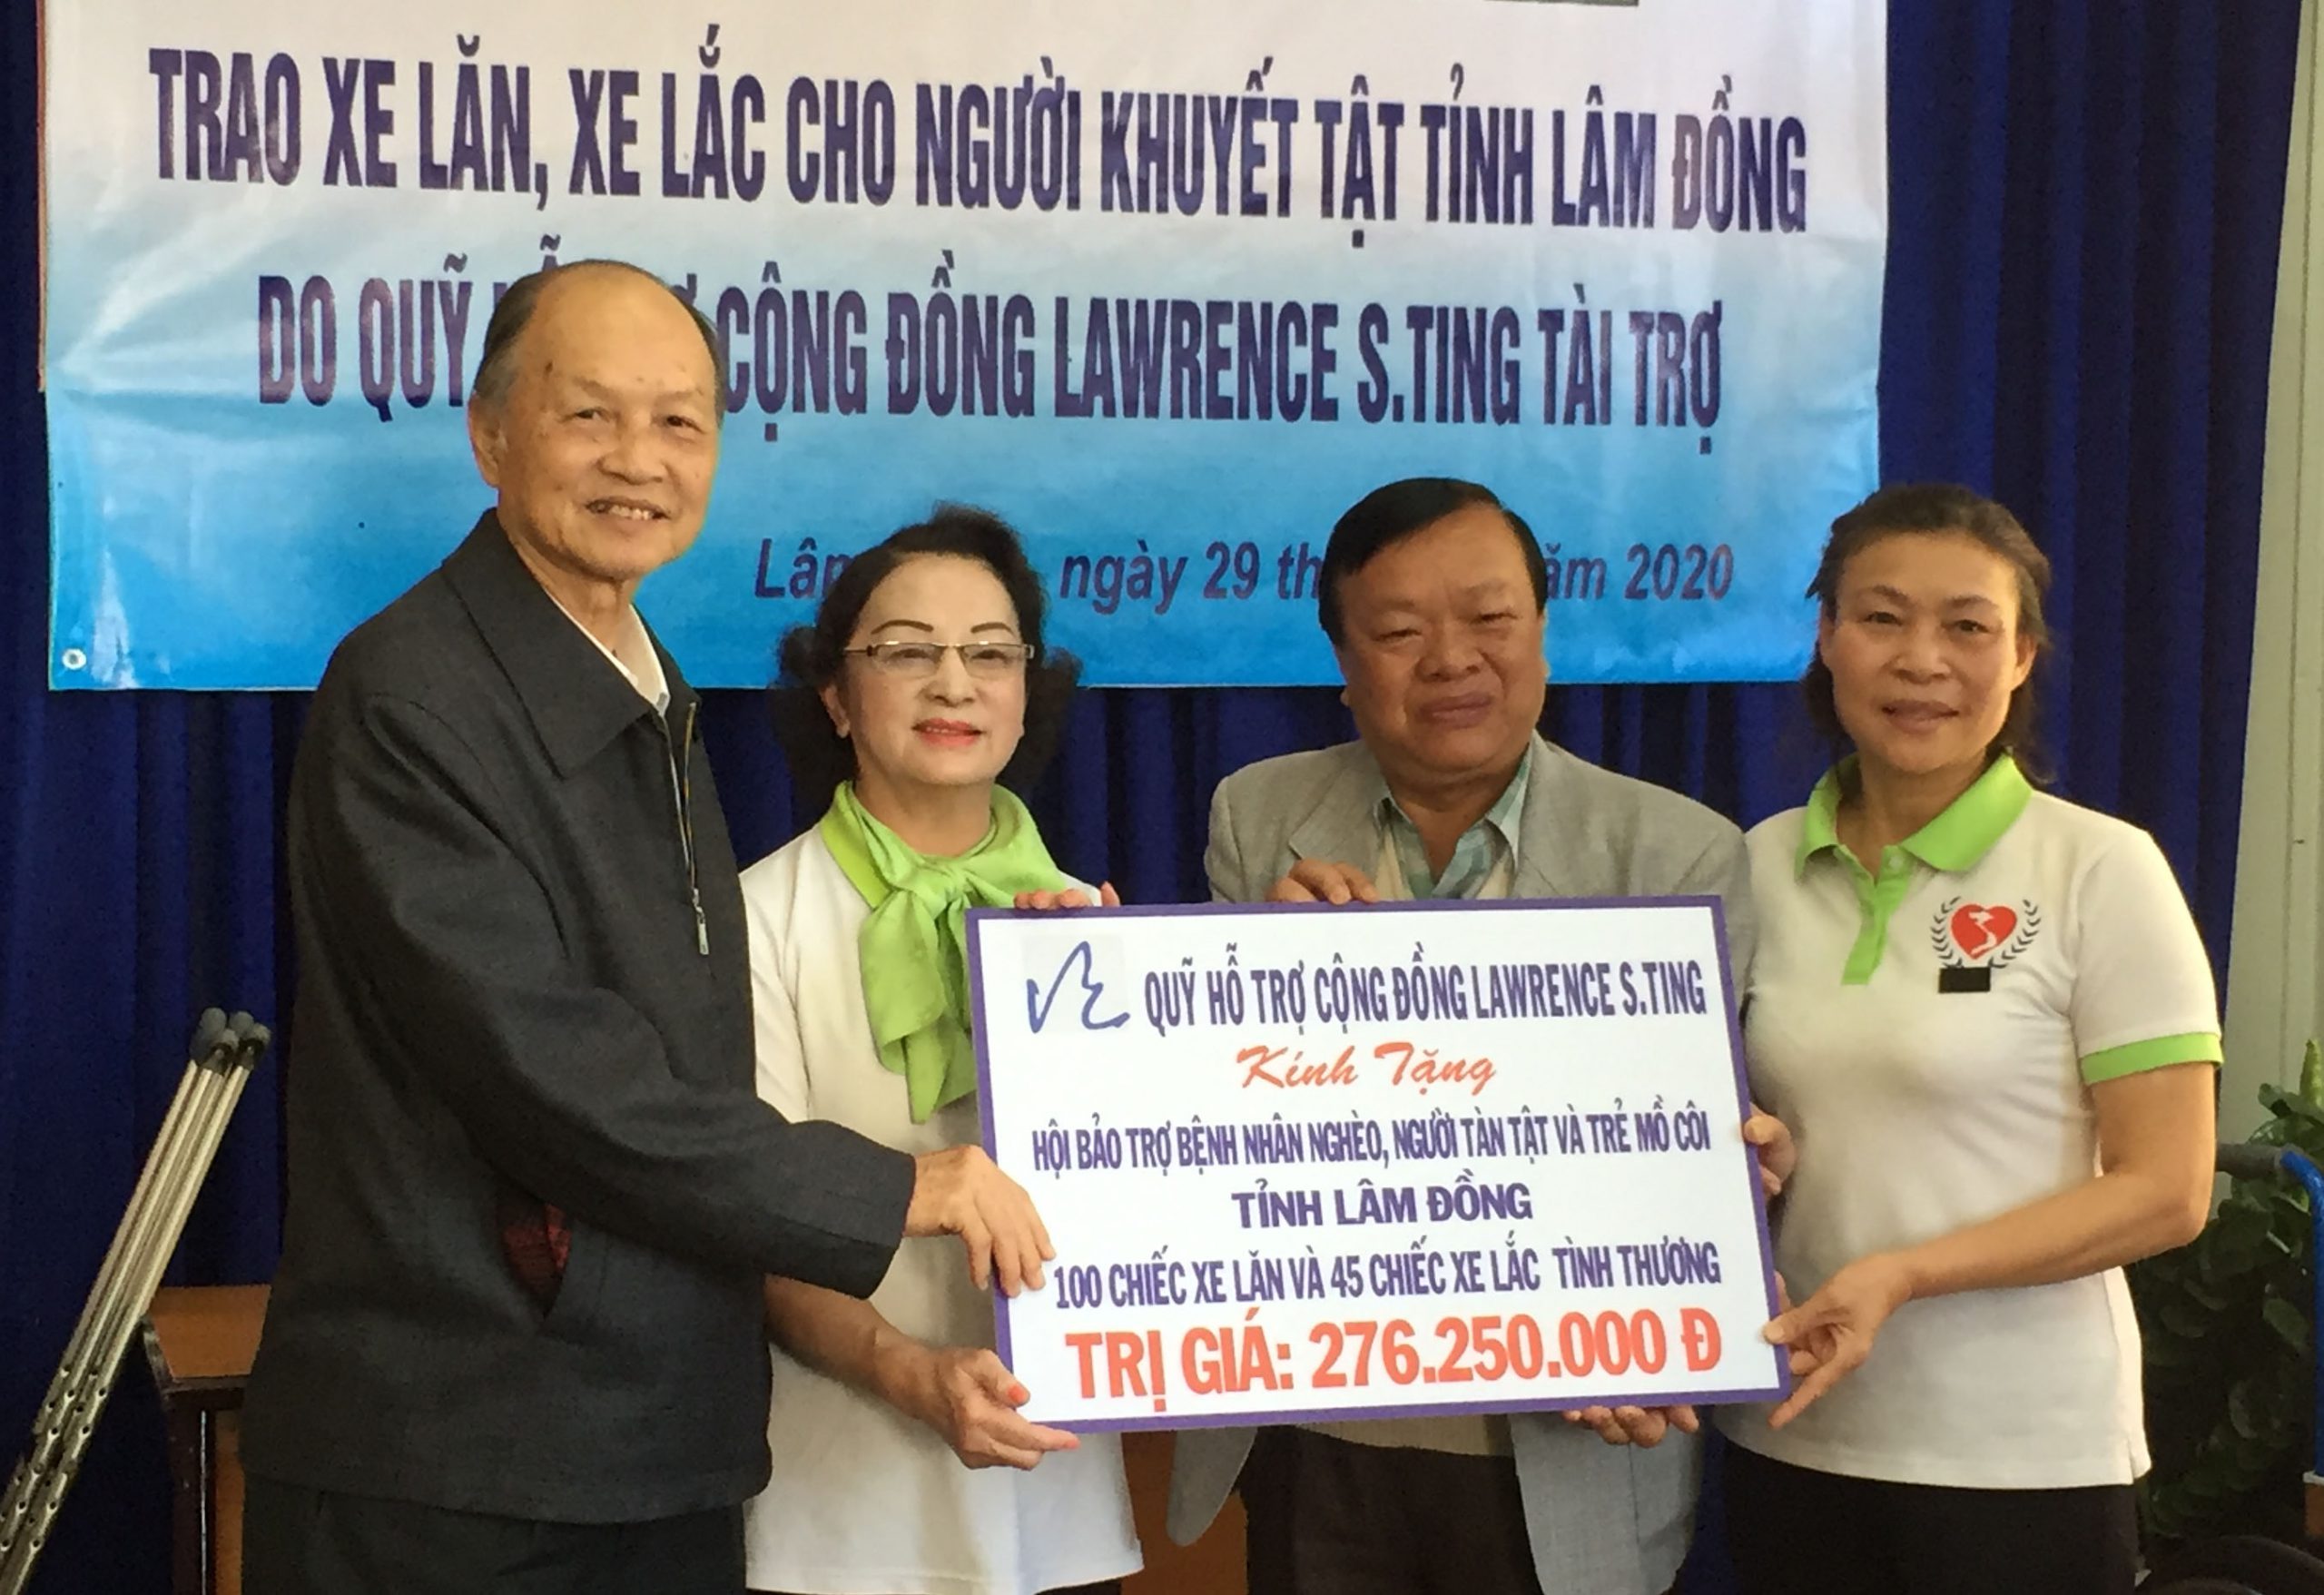 TRAO XE LĂN, XE LẮC CHO NGƯỜI KHUYẾT TẬT TỈNH LÂM ĐỒNG
DO QUỸ CỘNG ĐỒNG LAWRENCE S.TING TÀI TRỢ
ngày 29 2020
QUỸ HỖ TRỢ CỘNG ĐỒNG LAWRENCE S.TING
Kính Tặng
HỘI BẢO TRỢ BỆNH NHÂN NGHÈO, NGƯỜI TÀN TẬT VÀ TRẺ MỒ CÔI
TỈNH LÂM ĐỒNG
100 CHIẾC XE LĂN VÀ 45 CHIẾC XE LẮC TÌNH THƯƠNG
TRỊ GIÁ: 276.250.000 Đ